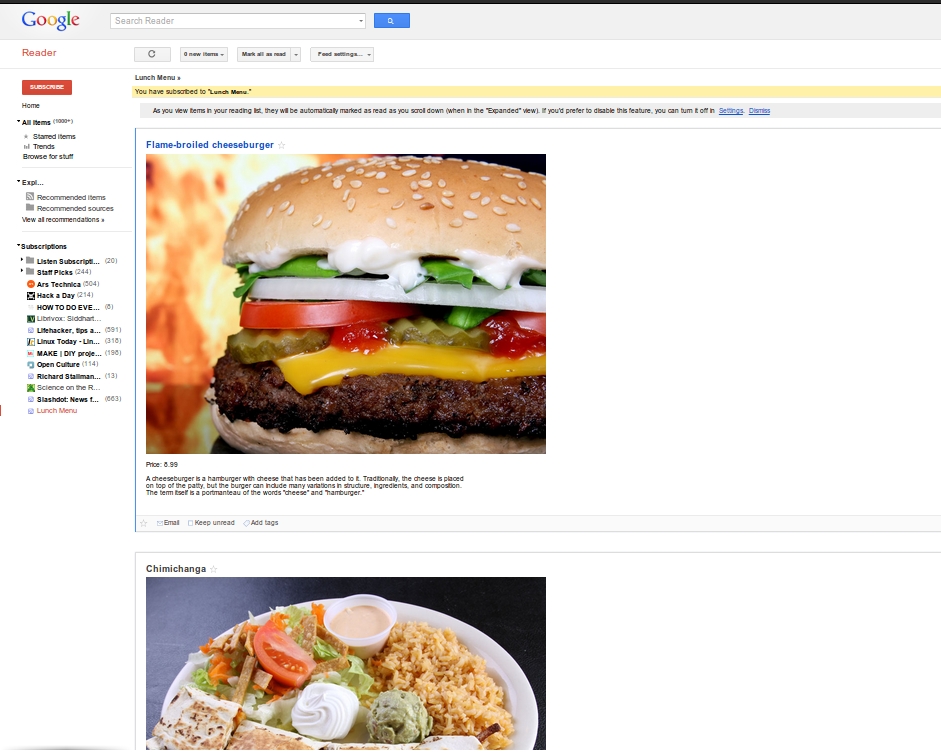 Google
Search Reader
Reader
0 new items
Mark all as read
Feed settings...
SUBSCRIBE
Home
All items (1000+)
Starred items
Trends
Browse for stuff
Expl...
Recommended items
Recommended sources
View all recommendations »
Subscriptions
Listen Subscripti... (20)
Staff Picks (244)
Ars Technica (504)
Hack a Day (214)
HOW TO DO EVE... (6)
Librivox: Siddhart...
Lifehacker, tips a... (591)
Linux Today - Lin... (316)
MAKE | DIY proje... (196)
Open Culture (114)
Richard Stallman... (13)
Science on the R...
Slashdot: News f... (663)
Lunch Menu
Lunch Menu »
You have subscribed to "Lunch Menu."
As you view items in your reading list, they will be automatically marked as read as you scroll down (when in the "Expanded" view). If you'd prefer to disable this feature, you can turn it off in Settings. Dismiss
Flame-broiled cheeseburger
Price: 6.99
A cheeseburger is a hamburger with cheese that has been added to it. Traditionally, the cheese is placed
on top of the patty, but the burger can include many variations in structure, ingredients, and composition.
The term itself is a portmanteau of the words "cheese" and "hamburger."
Email Keep unread Add tags
Chimichanga